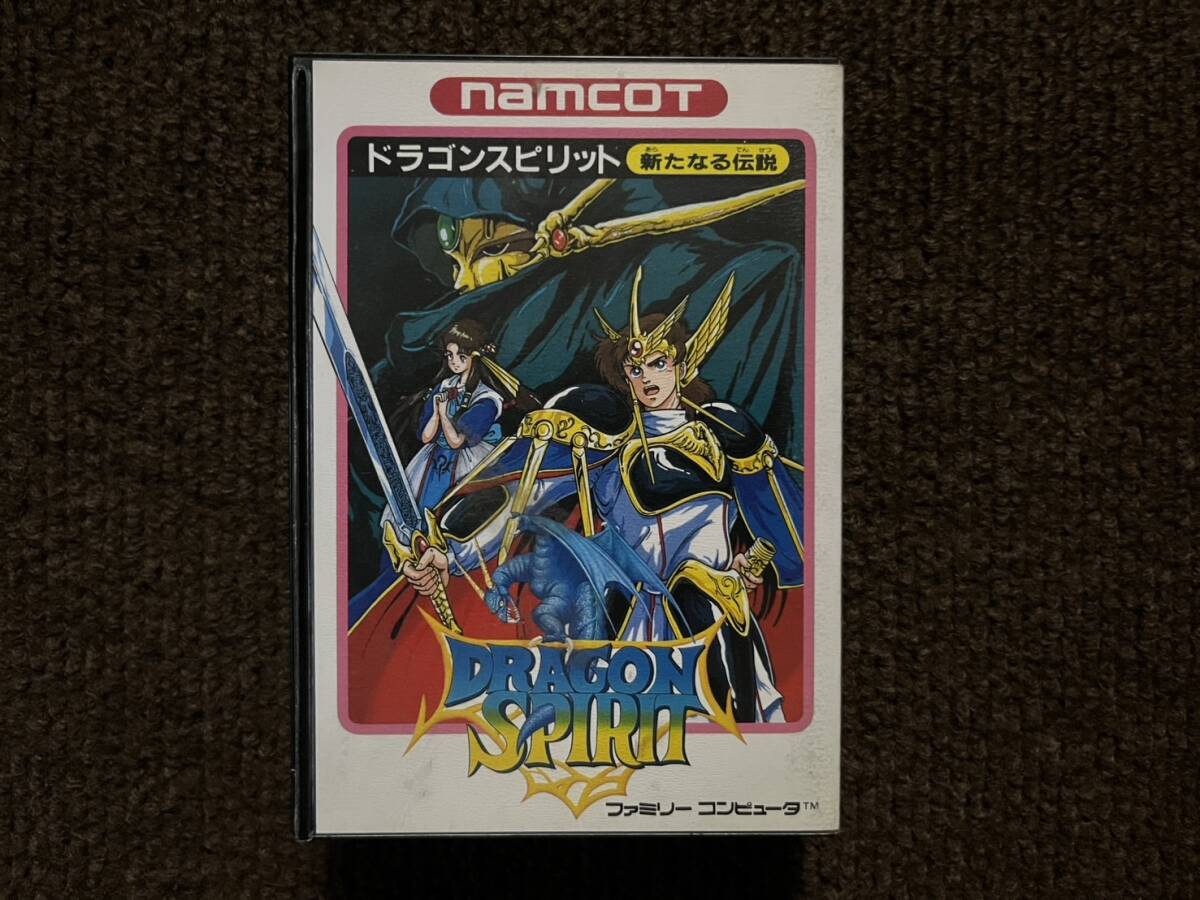 namcoT
ドラゴンスピリット 新たなる伝説
あら でんせつ
DRAGON
SPIRIT
ファミリー コンピュータ™